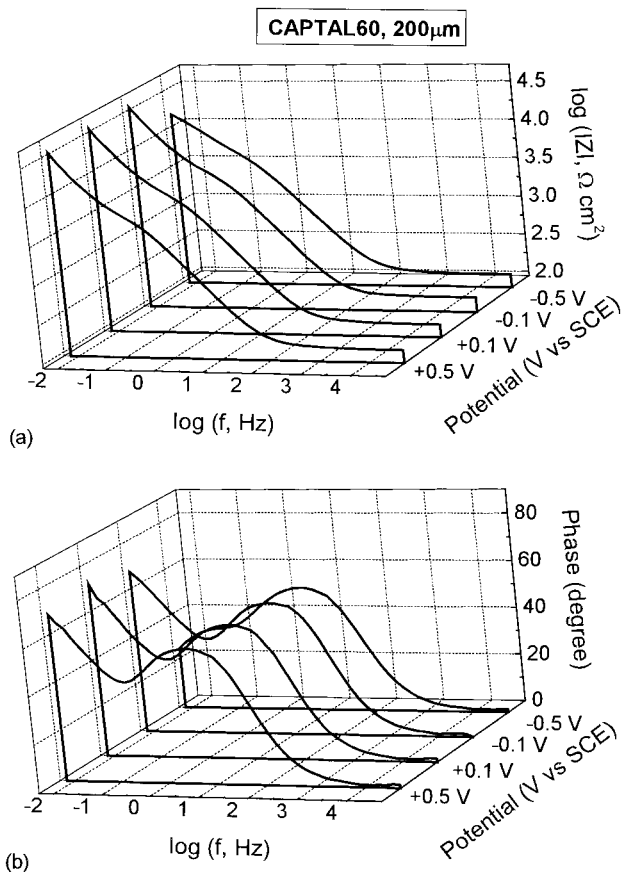 CAPTAL60, 200μm
4.5
4.0
3.5
3.0
2.5
2.0
log (|Z|, Ω cm²)
-0.5 V
-0.1 V
+0.1 V
+0.5 V
Potential (V vs SCE)
-2 -1 0 1 2 3 4
log (f, Hz)
(a)
80
60
40
20
0
Phase (degree)
-0.5 V
-0.1 V
+0.1 V
+0.5 V
Potential (V vs SCE)
-2 -1 0 1 2 3 4
log (f, Hz)
(b)